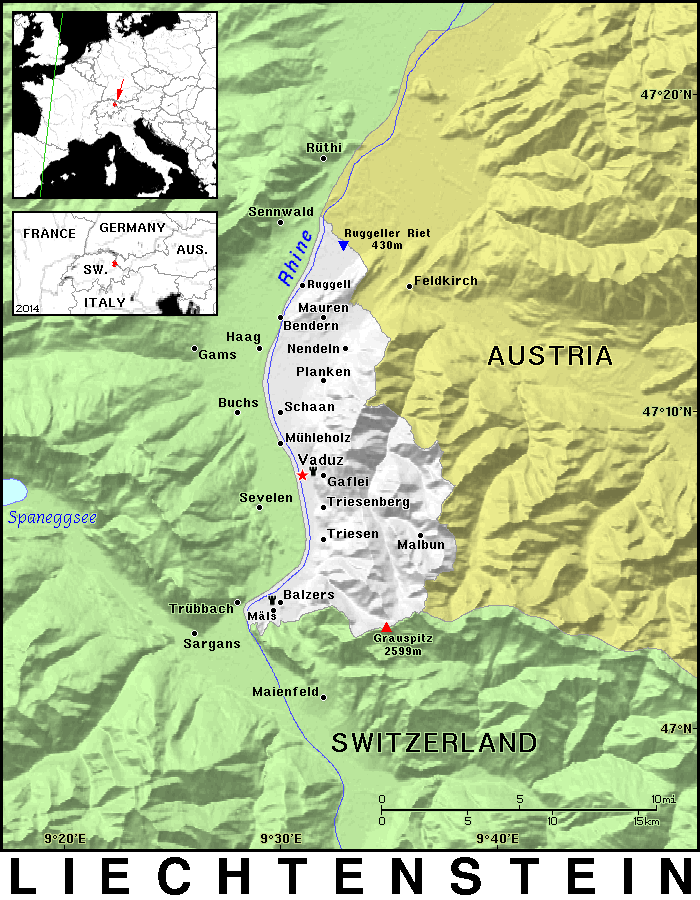 47°20'N
Rüthi
Sennwald
FRANCE
GERMANY
AUS.
SW.
ITALY
2014
Rhine
Ruggeller Riet
430m
Ruggell
Feldkirch
Mauren
Bendern
Haag
Gams
Nendeln
AUSTRIA
Planken
Buchs
Schaan
47°10'N
Mühleholz
Vaduz
Gaflei
Sevelen
Triesenberg
Spaneggsee
Triesen
Malbun
Balzers
Trübbach
Mäls
Sargans
Grauspitz
2599m
Maienfeld
47°N
SWITZERLAND
0 5 10mi
0 5 10 15km
9°20'E 9°30'E 9°40'E
LIECHTENSTEIN